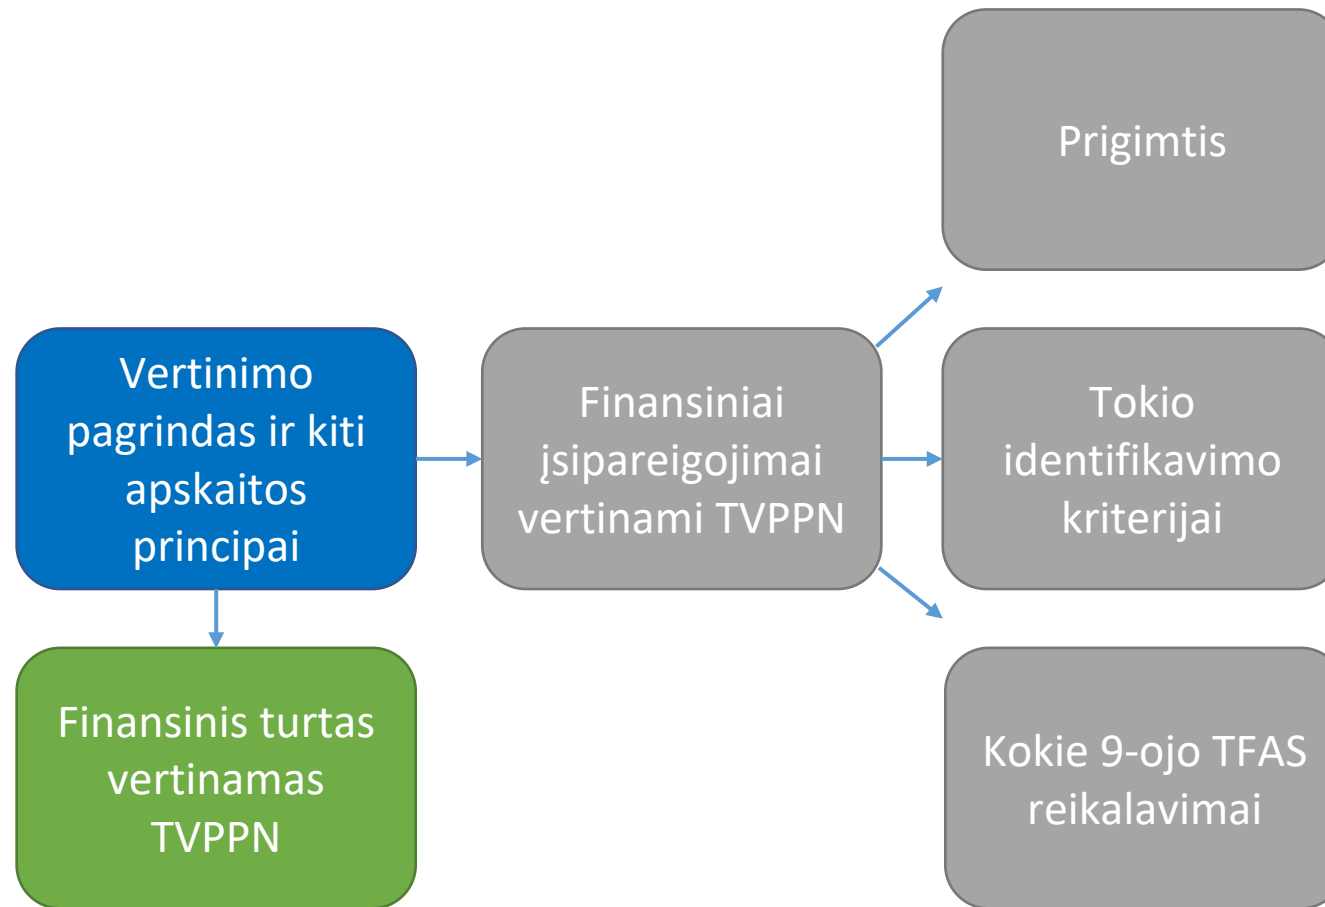 Prigimtis
Vertinimo
pagrindas ir kiti
apskaitos
principai
Finansiniai
įsipareigojimai
vertinami TVPPN
Tokio
identifikavimo
kriterijai
Finansinis turtas
vertinamas
TVPPN
Kokie 9-ojo TFAS
reikalavimai